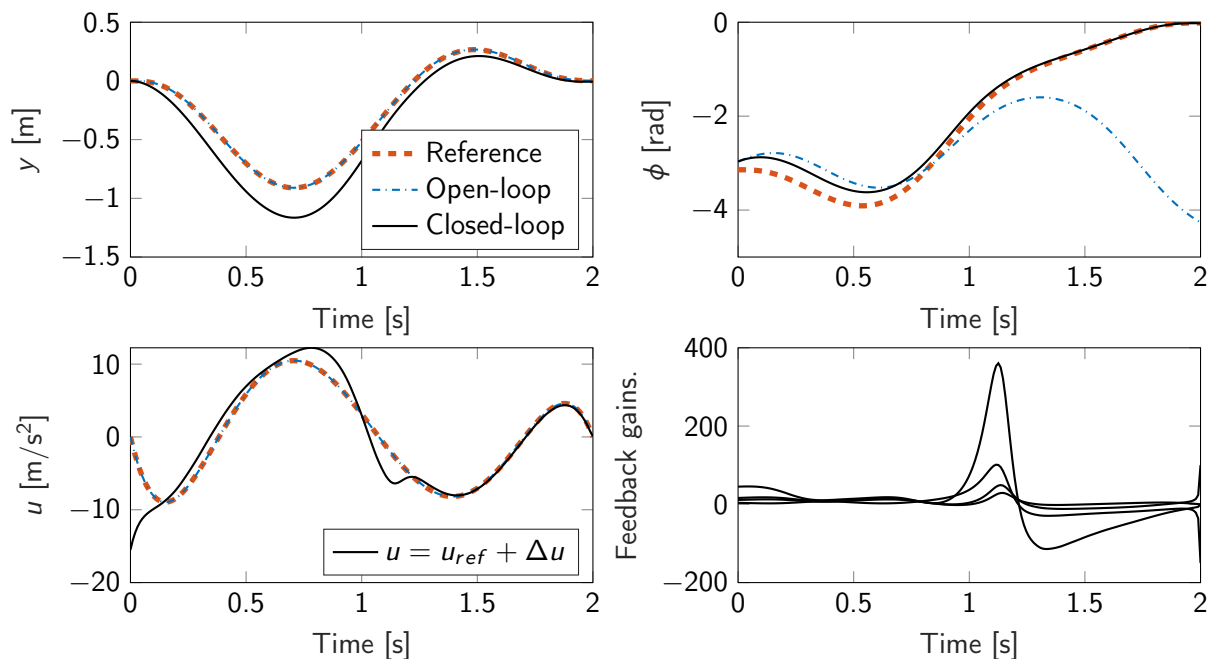 0.5
0
−0.5
−1
−1.5
y [m]
0 0.5 1 1.5 2
Time [s]
Reference
Open-loop
Closed-loop
0
−2
−4
ϕ [rad]
0 0.5 1 1.5 2
Time [s]
10
0
−10
−20
u [m/s²]
0 0.5 1 1.5 2
Time [s]
u = u_ref + Δu
400
200
0
−200
Feedback gains.
0 0.5 1 1.5 2
Time [s]